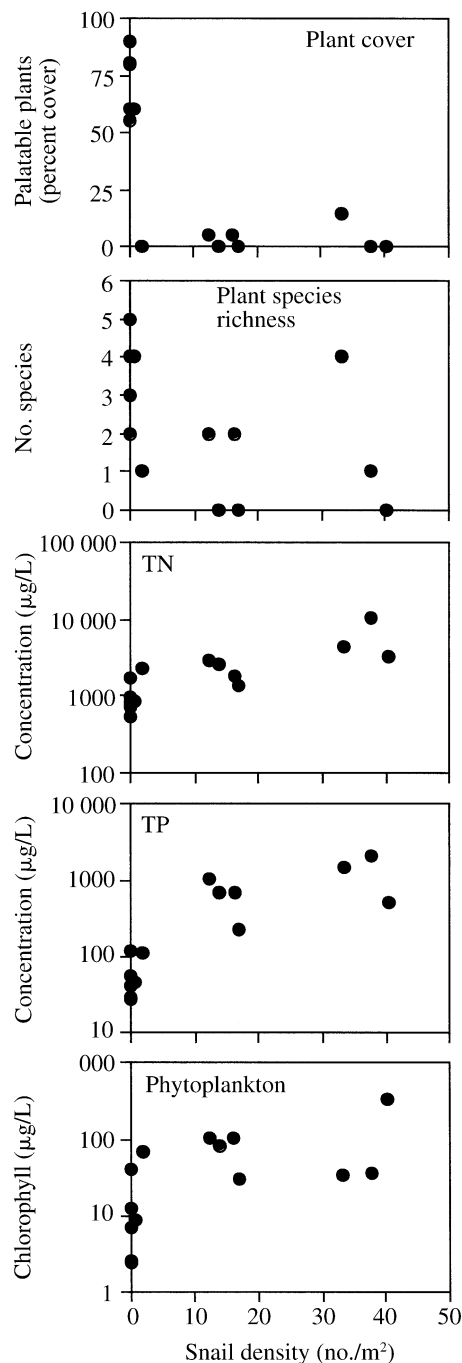 Plant cover
Palatable plants
(percent cover)
100
75
50
25
0
Plant species
richness
No. species
6
5
4
3
2
1
0
TN
Concentration (µg/L)
100 000
10 000
1000
100
TP
Concentration (µg/L)
10 000
1000
100
10
Phytoplankton
Chlorophyll (µg/L)
000
100
10
1
0 10 20 30 40 50
Snail density (no./m²)